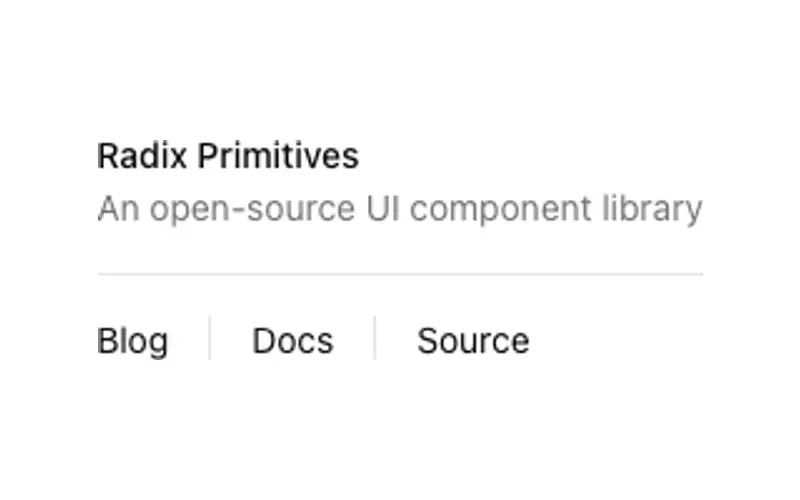 Radix Primitives
An open-source UI component library
Blog Docs Source